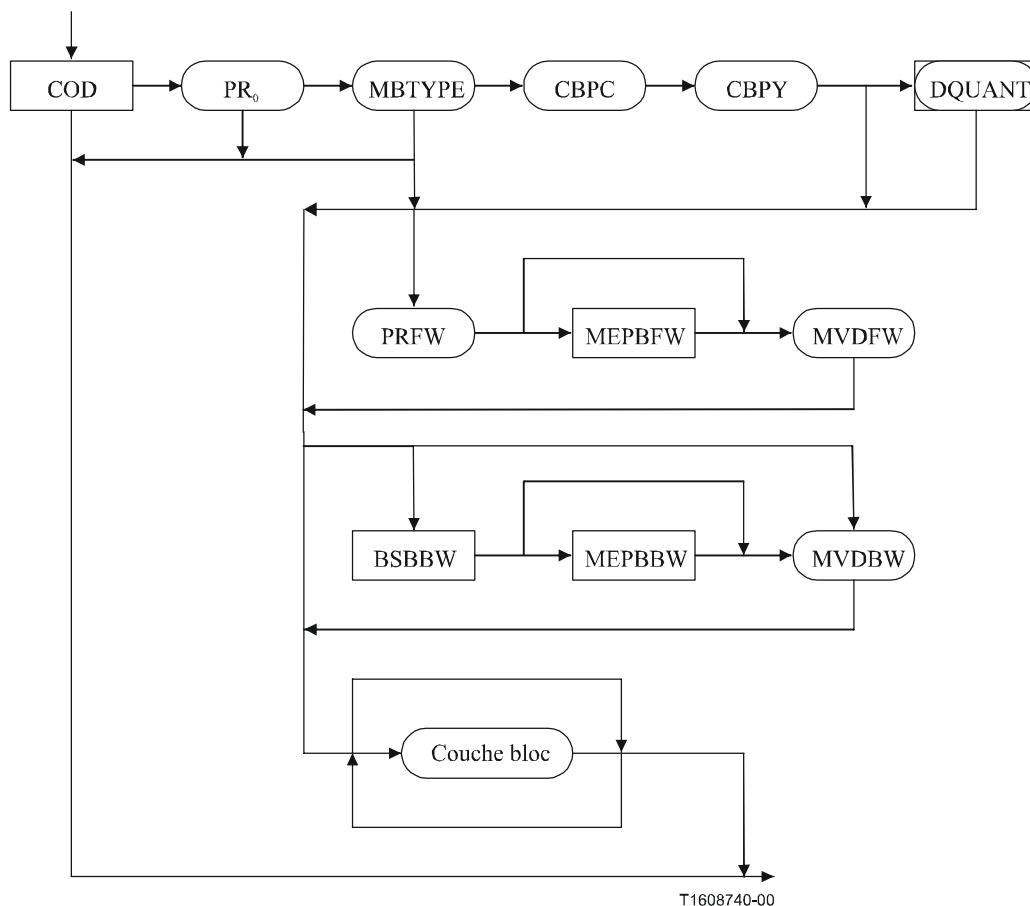 COD
PR₀
MBTYPE
CBPC
CBPY
DQUANT
PRFW
MEPBFW
MVDFW
BSBBW
MEPBBW
MVDBW
Couche bloc
T1608740-00